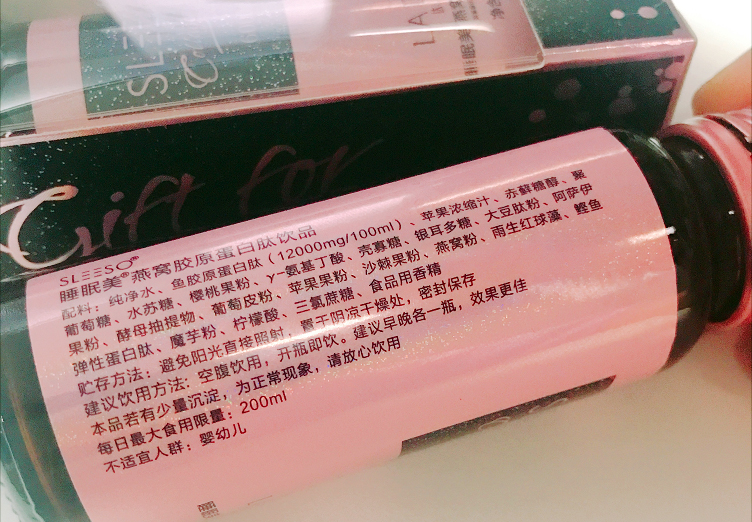 SLEESO
Gift for
SLEESO®
睡眠美®燕窝胶原蛋白肽饮品
配料：纯净水、鱼胶原蛋白肽（12000mg/100ml）、苹果浓缩汁、赤藓糖醇、聚
葡萄糖、水苏糖、樱桃果粉、γ-氨基丁酸、壳寡糖、银耳多糖、大豆肽粉、阿萨伊
果粉、酵母抽提物、葡萄皮粉、苹果果粉、沙棘果粉、燕窝粉、雨生红球藻、鲣鱼
弹性蛋白肽、魔芋粉、柠檬酸、三氯蔗糖、食品用香精
贮存方法：避免阳光直接照射，置于阴凉干燥处，密封保存
建议饮用方法：空腹饮用，开瓶即饮。建议早晚各一瓶，效果更佳
本品若有少量沉淀，为正常现象，请放心饮用
每日最大食用限量：200ml
不适宜人群：婴幼儿